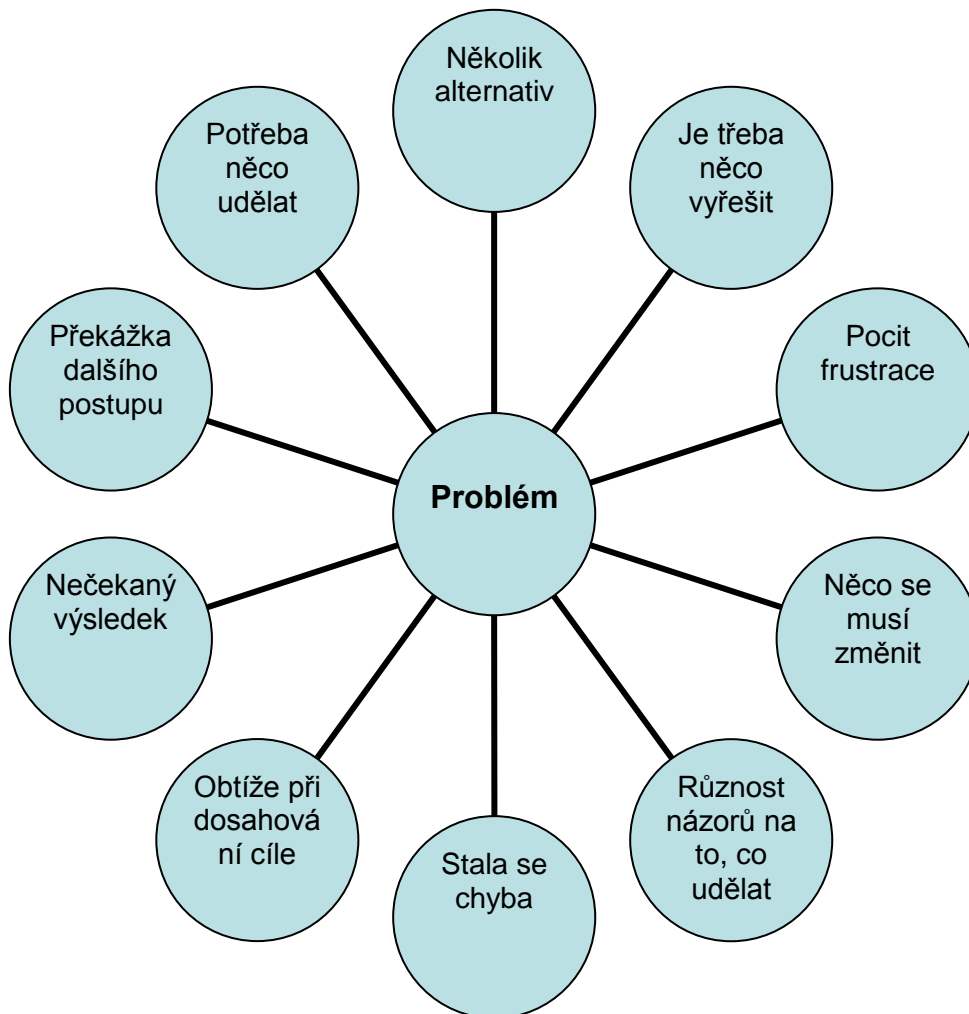 Několik
alternativ
Je třeba
něco
vyřešit
Pocit
frustrace
Něco se
musí
změnit
Různost
názorů na
to, co
udělat
Stala se
chyba
Obtíže při
dosahová
ní cíle
Nečekaný
výsledek
Překážka
dalšího
postupu
Potřeba
něco
udělat
Problém